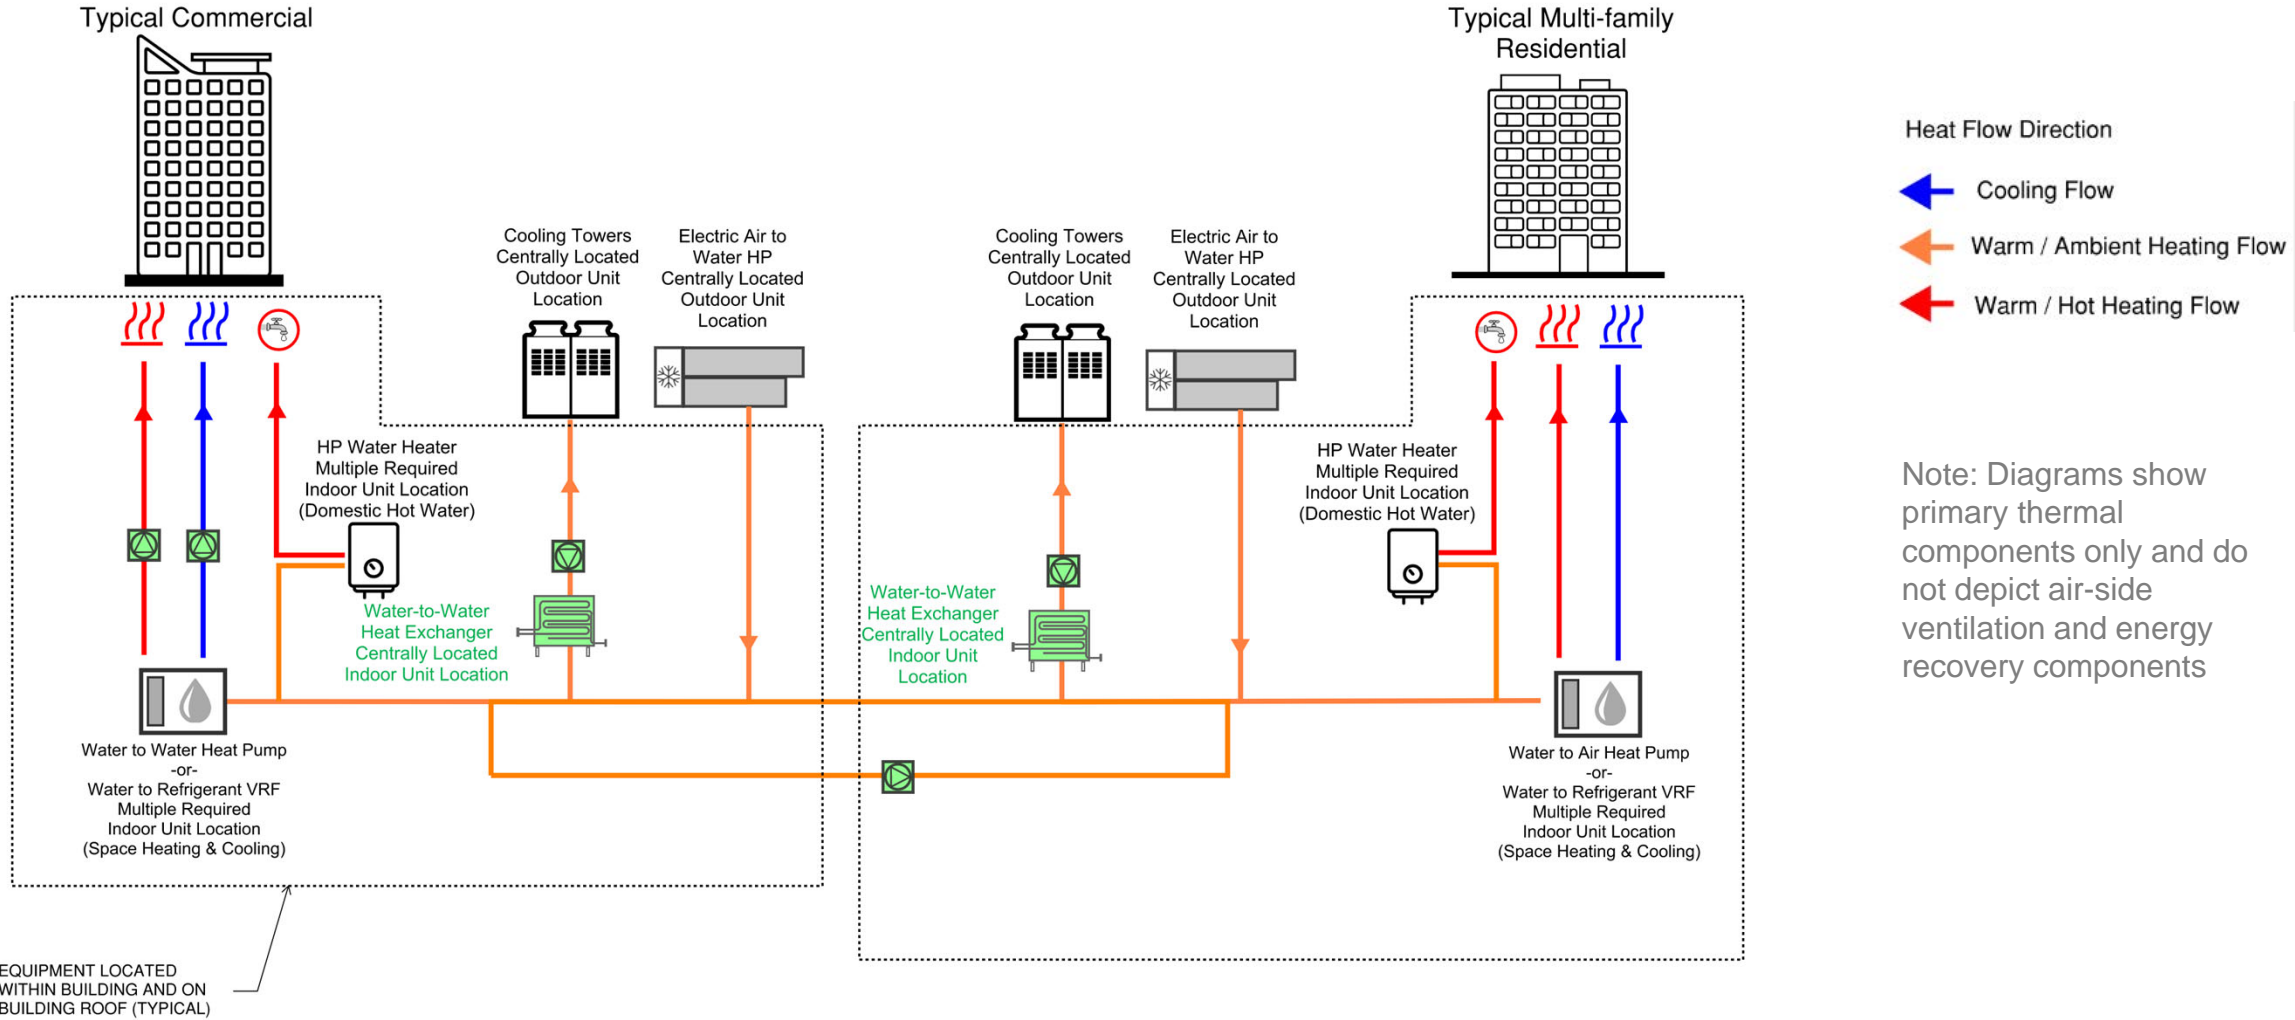 Typical Commercial
Typical Multi-family
Residential
Heat Flow Direction
Cooling Flow
Warm / Ambient Heating Flow
Warm / Hot Heating Flow
Cooling Towers
Centrally Located
Outdoor Unit
Location
Electric Air to
Water HP
Centrally Located
Outdoor Unit
Location
Cooling Towers
Centrally Located
Outdoor Unit
Location
Electric Air to
Water HP
Centrally Located
Outdoor Unit
Location
HP Water Heater
Multiple Required
Indoor Unit Location
(Domestic Hot Water)
HP Water Heater
Multiple Required
Indoor Unit Location
(Domestic Hot Water)
Note: Diagrams show
primary thermal
components only and do
not depict air-side
ventilation and energy
recovery components
Water-to-Water
Heat Exchanger
Centrally Located
Indoor Unit Location
Water-to-Water
Heat Exchanger
Centrally Located
Indoor Unit
Location
Water to Water Heat Pump
-or-
Water to Refrigerant VRF
Multiple Required
Indoor Unit Location
(Space Heating & Cooling)
Water to Air Heat Pump
-or-
Water to Refrigerant VRF
Multiple Required
Indoor Unit Location
(Space Heating & Cooling)
EQUIPMENT LOCATED
WITHIN BUILDING AND ON
BUILDING ROOF (TYPICAL)